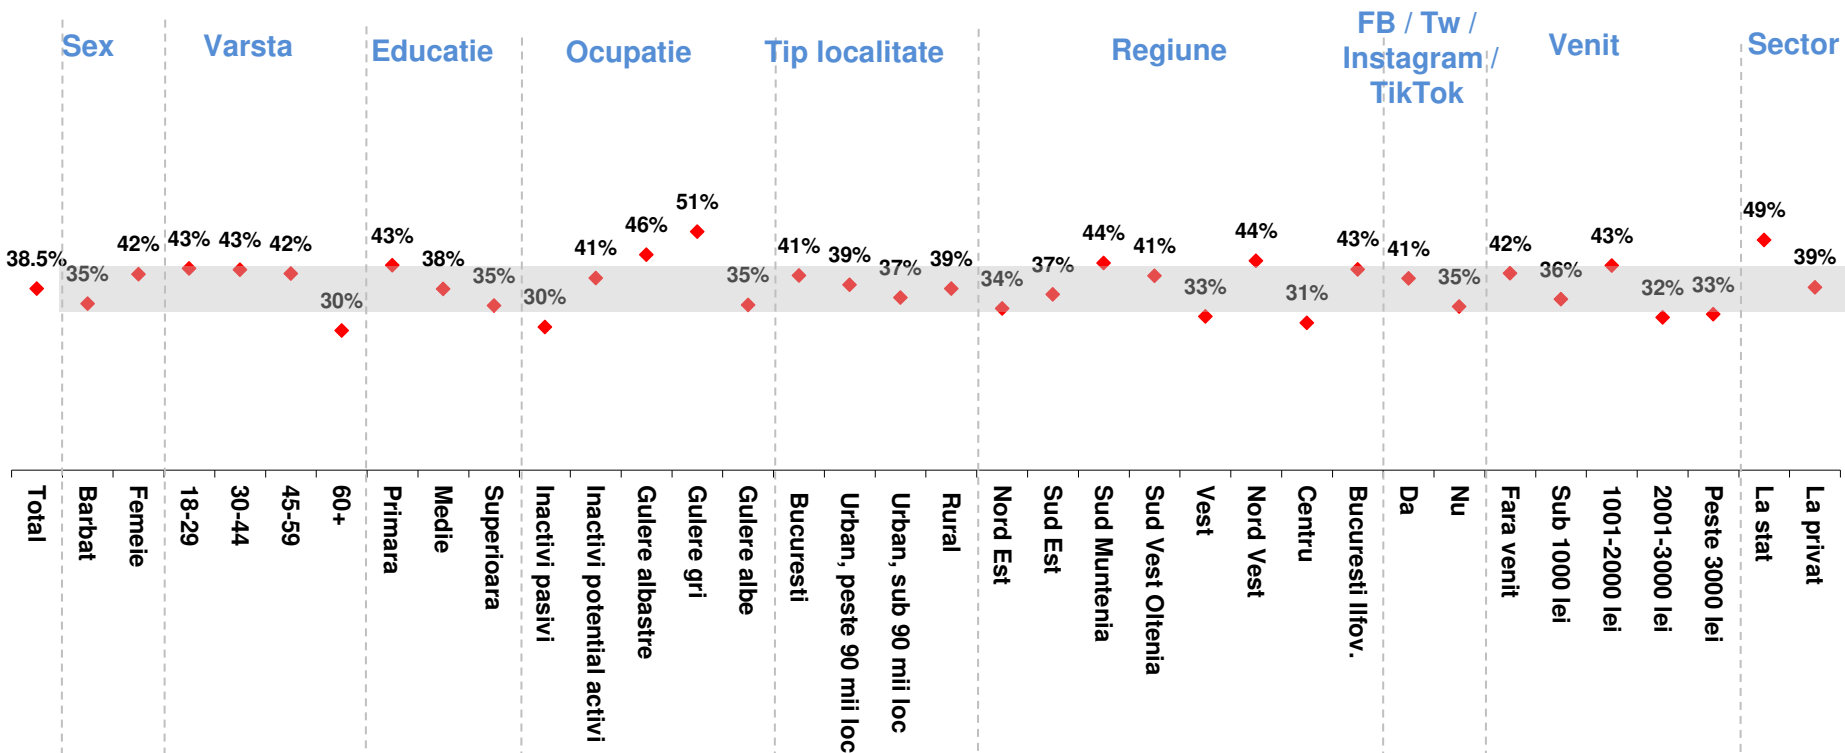 Sex
Varsta
Educatie
Ocupatie
Tip localitate
Regiune
FB / Tw /
Instagram /
TikTok
Venit
Sector
38.5%
35%
42%
43%
43%
42%
30%
43%
38%
35%
30%
41%
46%
51%
35%
41%
39%
37%
39%
34%
37%
44%
41%
33%
44%
31%
43%
41%
35%
42%
36%
43%
32%
33%
49%
39%
Total
Barbat
Femeie
18-29
30-44
45-59
60+
Primara
Medie
Superioara
Inactivi pasivi
Inactivi potential activi
Gulere albastre
Gulere gri
Gulere albe
Bucuresti
Urban, peste 90 mii loc
Urban, sub 90 mii loc
Rural
Nord Est
Sud Est
Sud Muntenia
Sud Vest Oltenia
Vest
Nord Vest
Centru
Bucuresti Ilfov.
Da
Nu
Fara venit
Sub 1000 lei
1001-2000 lei
2001-3000 lei
Peste 3000 lei
La stat
La privat